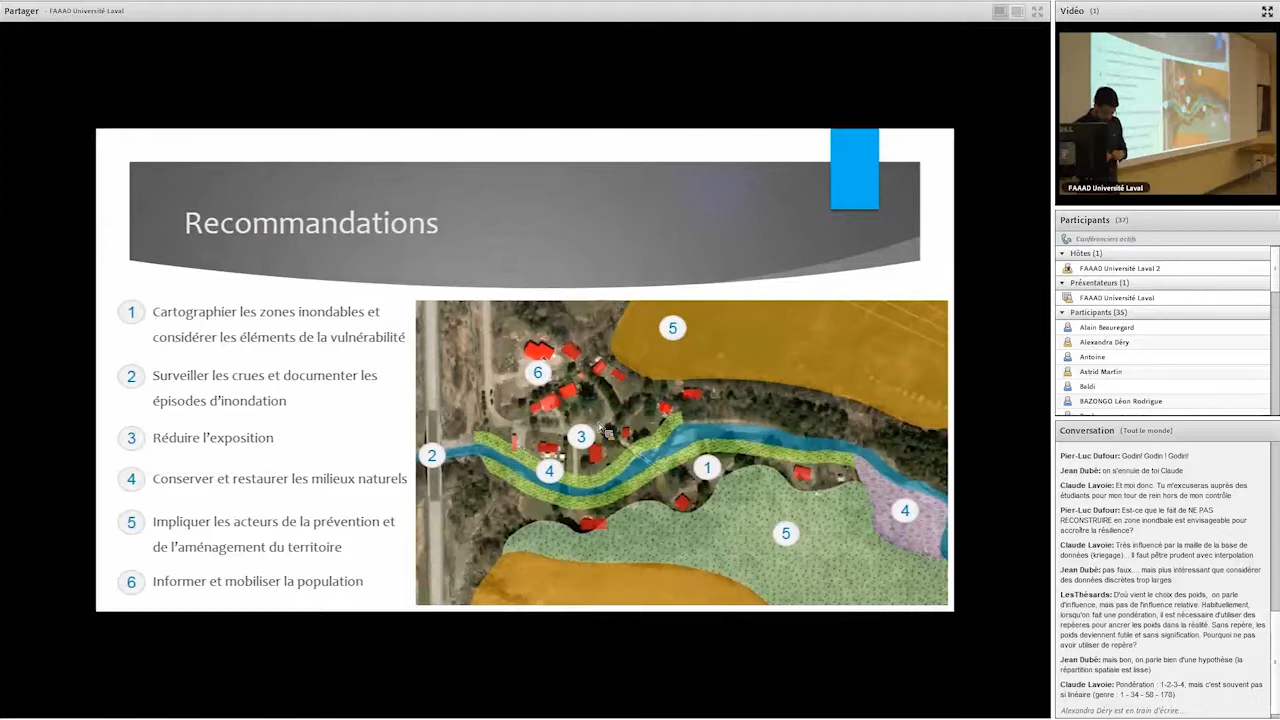 Partager - FAAAD Université Laval
Recommandations
1 Cartographier les zones inondables et
considérer les éléments de la vulnérabilité
2 Surveiller les crues et documenter les
épisodes d'inondation
3 Réduire l'exposition
4 Conserver et restaurer les milieux naturels
5 Impliquer les acteurs de la prévention et
de l'aménagement du territoire
6 Informer et mobiliser la population
5
6
3
2
4
1
4
5
Vidéo (1)
DELL
FAAAD Université Laval
Participants (37)
Conférenciers actifs
Hôtes (1)
FAAAD Université Laval 2
Présentateurs (1)
FAAAD Université Laval
Participants (35)
Alain Beauregard
Alexandra Déry
Antoine
Astrid Martin
Baldi
BAZONGO Léon Rodrigue
Conversation (Tout le monde)
Pier-Luc Dufour: Godin! Godin ! Godin!
Jean Dubé: on s'ennuie de toi Claude
Claude Lavoie: Et moi donc. Tu m'excuseras auprès des
étudiants pour mon tour de rein hors de mon contrôle
Pier-Luc Dufour: Est-ce que le fait de NE PAS
RECONSTRUIRE en zone inondbale est envisageable pour
accroître la résilience?
Claude Lavoie: Très influencé par la maille de la base de
données (kriegage)... Il faut pêtre prudent avec interpolation
Jean Dubé: pas faux.... mais plus intéressant que considérer
des données discrètes trop larges
LesThésards: D'où vient le choix des poids, on parle
d'influence, mais pas de l'influence relative. Habituellement,
lorsqu'on fait une pondération, il est nécessaire d'utiliser des
repèeres pour ancrer les poids dans la réalité. Sans repère, les
poids deviennent futile et sans signification. Pourquoi ne pas
avoir utiliser de repère?
Jean Dubé: mais bon, on parle bien d'une hypothèse (la
répartition spatiale est lisse)
Claude Lavoie: Pondération : 1-2-3-4, mais c'est souvent pas
si linéaire (genre : 1 - 34 - 58 - 178)
Alexandra Déry est en train d'écrire...